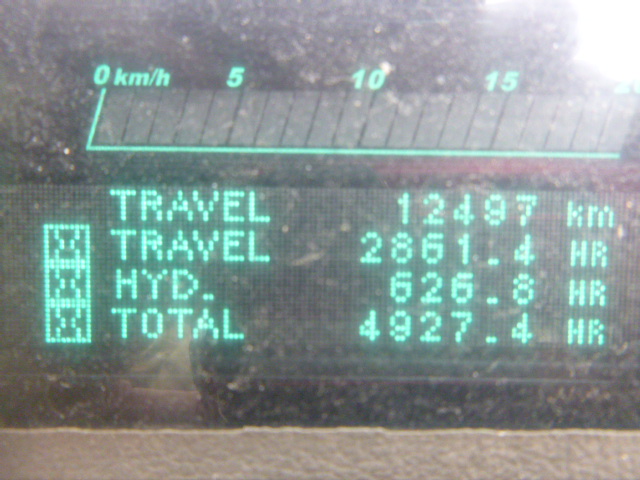 0 km/h 5 10 15 20
TRAVEL 12497 km
TRAVEL 2861.4 HR
HYD. 626.8 HR
TOTAL 4927.4 HR